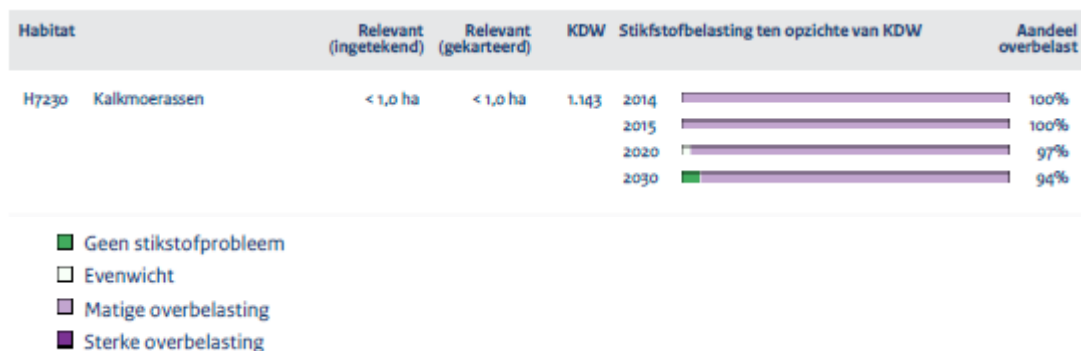 Habitat Relevant (ingetekend) Relevant (gekarteerd) KDW Stikfstofbelasting ten opzichte van KDW Aandeel overbelast
H7230 Kalkmoerassen < 1,0 ha < 1,0 ha 1.143 2014 100%
2015 100%
2020 97%
2030 94%
Geen stikstofprobleem
Evenwicht
Matige overbelasting
Sterke overbelasting